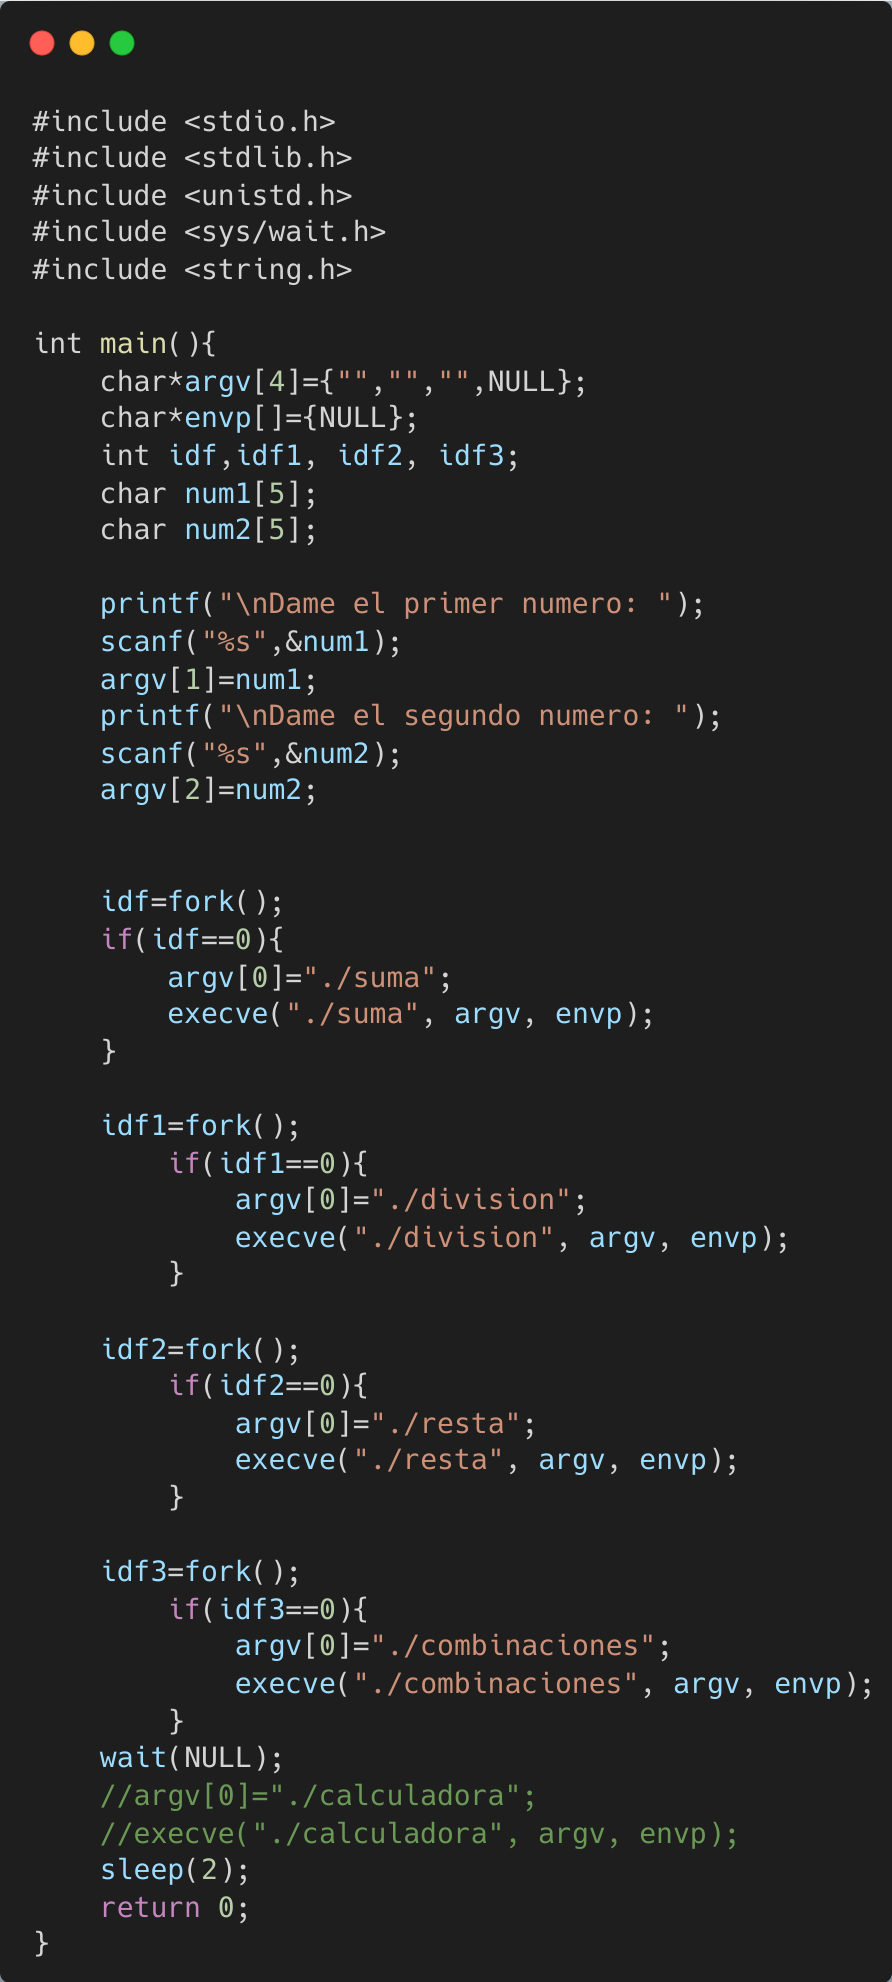 #include <stdio.h>
#include <stdlib.h>
#include <unistd.h>
#include <sys/wait.h>
#include <string.h>

int main(){
    char*argv[4]={"","","",NULL};
    char*envp[]={NULL};
    int idf,idf1, idf2, idf3;
    char num1[5];
    char num2[5];

    printf("\nDame el primer numero: ");
    scanf("%s",&num1);
    argv[1]=num1;
    printf("\nDame el segundo numero: ");
    scanf("%s",&num2);
    argv[2]=num2;


    idf=fork();
    if(idf==0){
        argv[0]="./suma";
        execve("./suma", argv, envp);
    }

    idf1=fork();
        if(idf1==0){
            argv[0]="./division";
            execve("./division", argv, envp);
        }

    idf2=fork();
        if(idf2==0){
            argv[0]="./resta";
            execve("./resta", argv, envp);
        }

    idf3=fork();
        if(idf3==0){
            argv[0]="./combinaciones";
            execve("./combinaciones", argv, envp);
        }
    wait(NULL);
    //argv[0]="./calculadora";
    //execve("./calculadora", argv, envp);
    sleep(2);
    return 0;
}